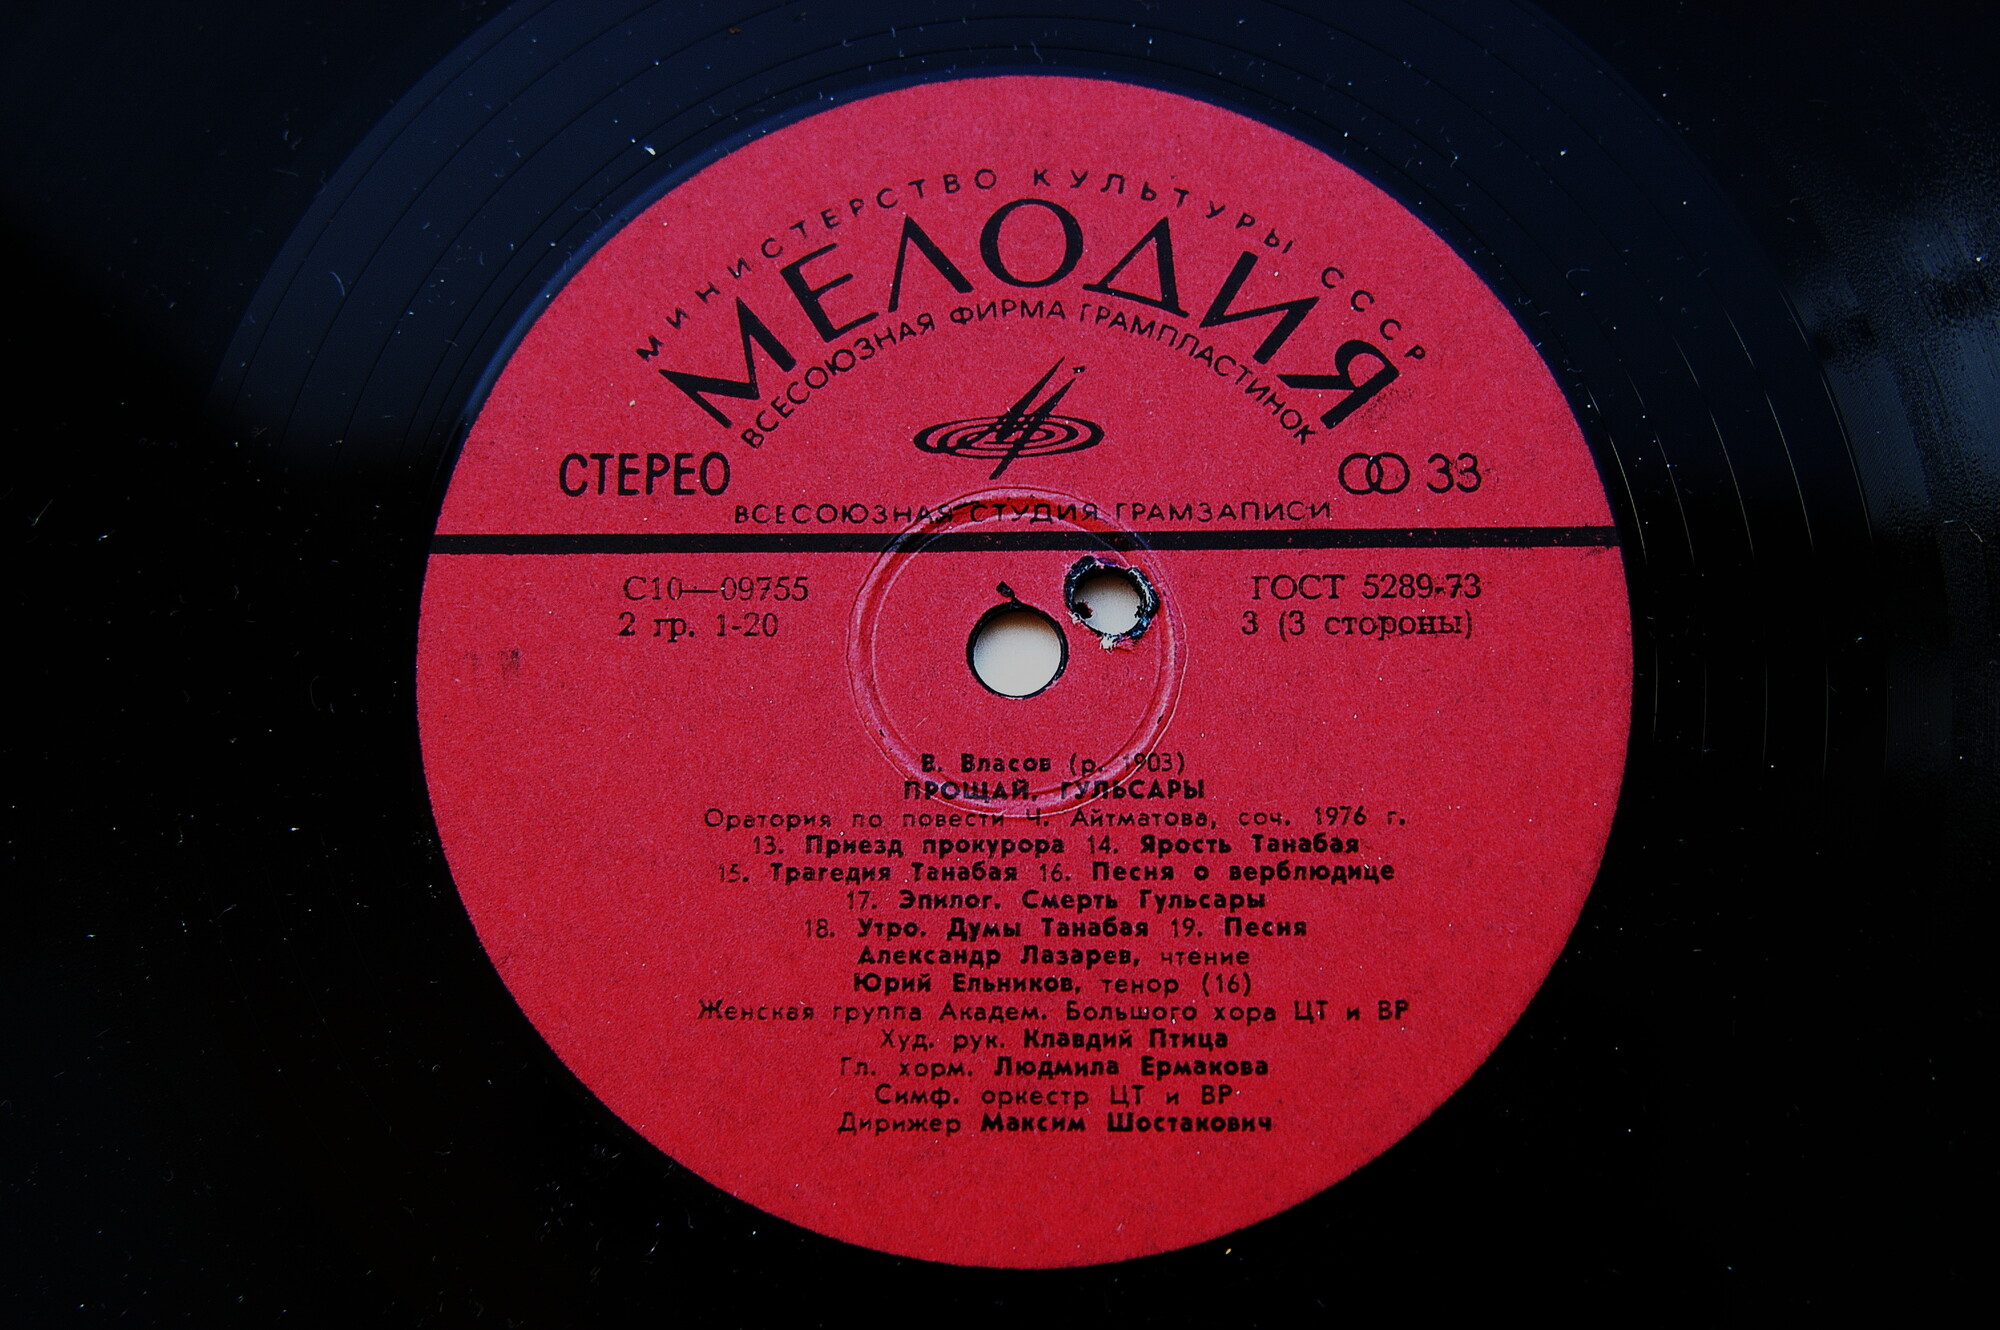 МИНИСТЕРСТВО КУЛЬТУРЫ СССР
МЕЛОДИЯ
ВСЕСОЮЗНАЯ ФИРМА ГРАМПЛАСТИНОК
СТЕРЕО 33
ВСЕСОЮЗНАЯ СТУДИЯ ГРАМЗАПИСИ
С10—09755 ГОСТ 5289-73
2 гр. 1-20 3 (3 стороны)
В. Власов (р. 1903)
ПРОЩАЙ, ГУЛЬСАРЫ
Оратория по повести Ч. Айтматова, соч. 1976 г.
13. Приезд прокурора 14. Ярость Танабая
15. Трагедия Танабая 16. Песня о верблюдице
17. Эпилог. Смерть Гульсары
18. Утро. Думы Танабая 19. Песня
Александр Лазарев, чтение
Юрий Ельников, тенор (16)
Женская группа Академ. Большого хора ЦТ и ВР
Худ. рук. Клавдий Птица
Гл. хорм. Людмила Ермакова
Симф. оркестр ЦТ и ВР
Дирижер Максим Шостакович